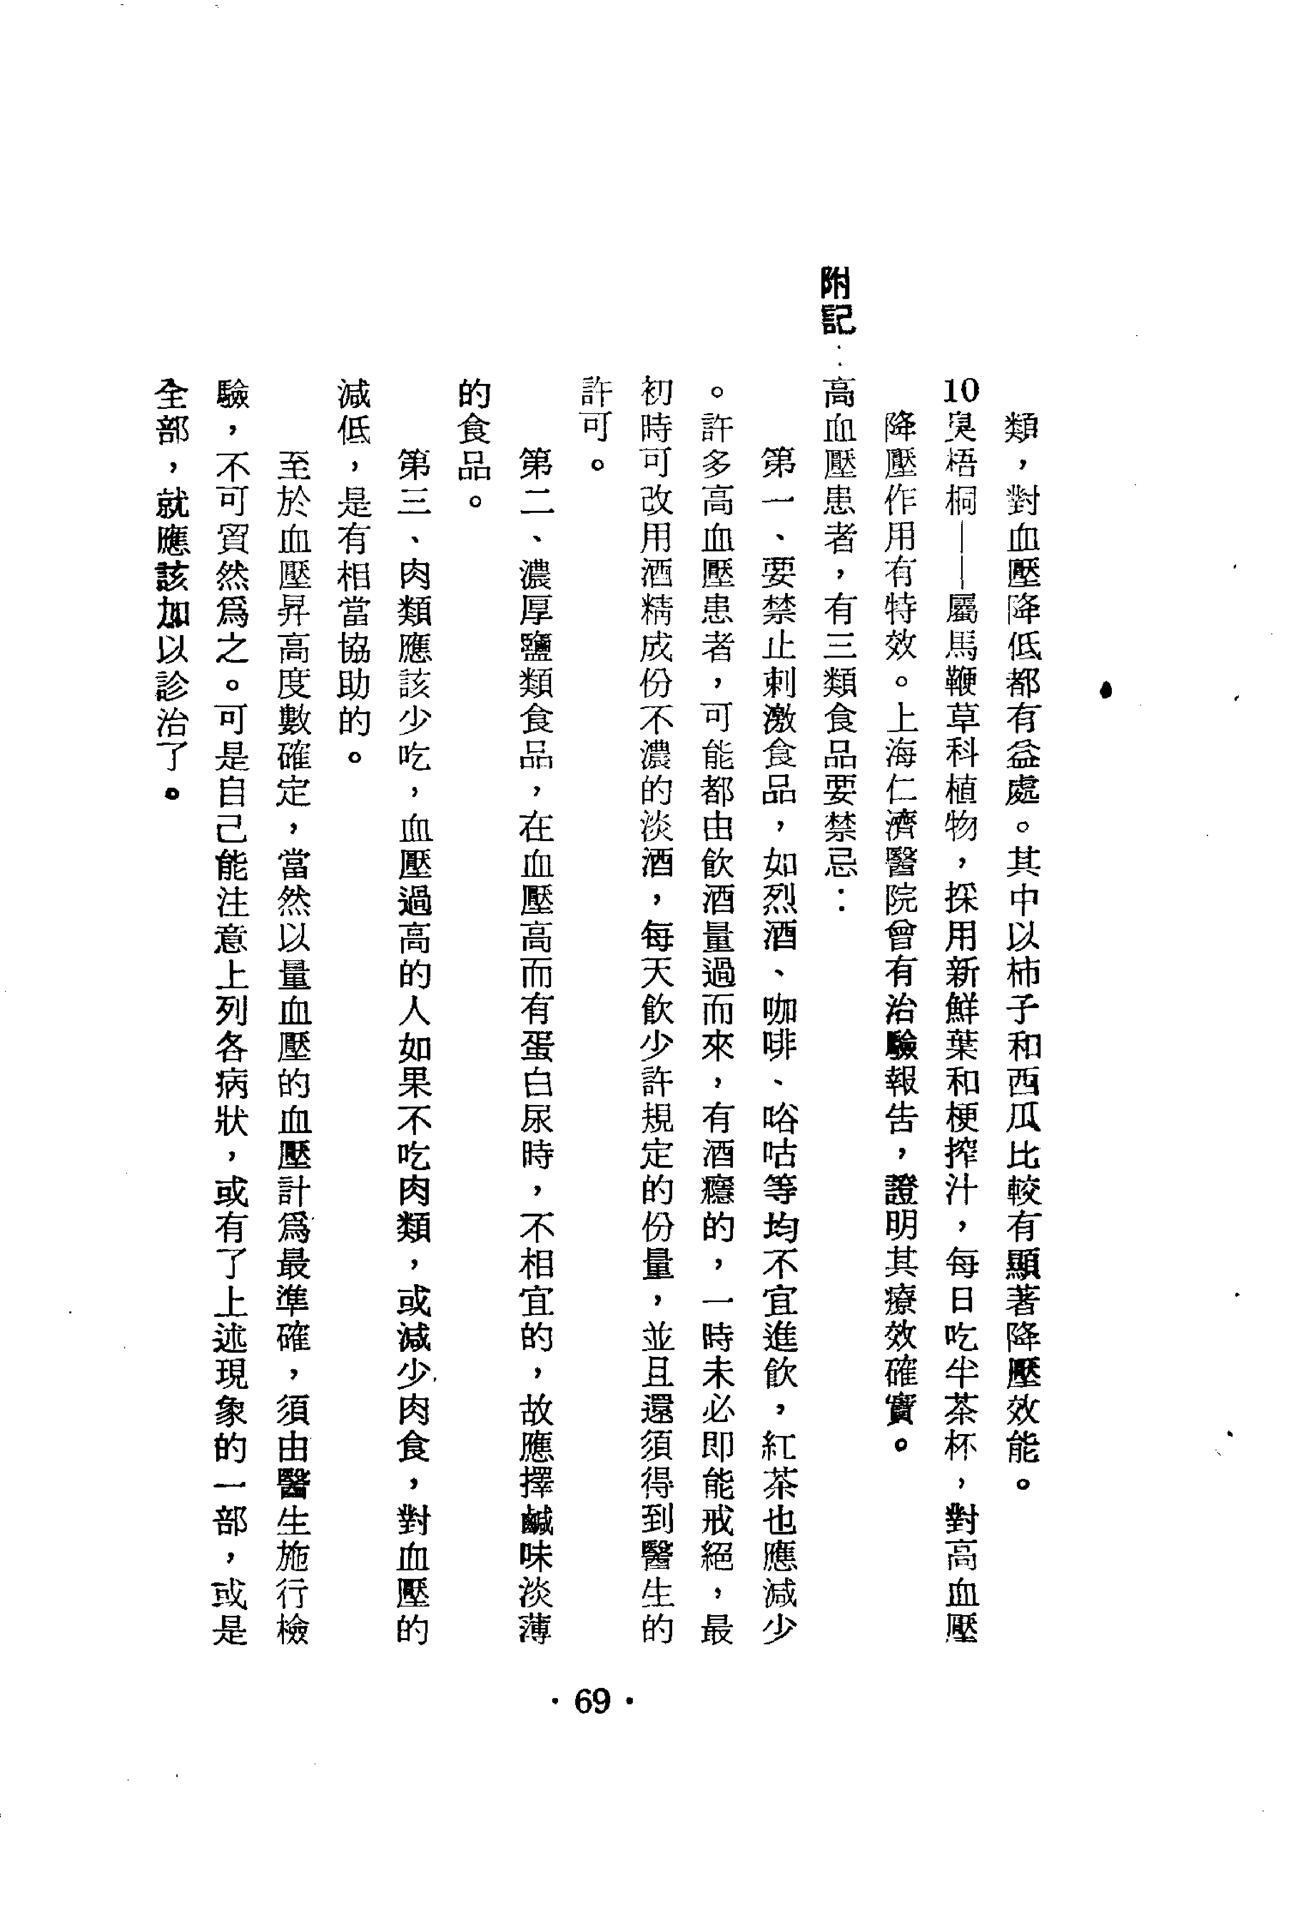 類，對血壓降低都有益處。其中以柿子和西瓜比較有顯著降壓效能。
10臭梧桐——屬馬鞭草科植物，採用新鮮葉和梗搾汁，每日吃半茶杯，對高血壓
降壓作用有特效。上海仁濟醫院曾有治驗報告，證明其療效確實。
附記：高血壓患者，有三類食品要禁忌：
第一、要禁止刺激食品，如烈酒、咖啡、咯咕等均不宜進飲，紅茶也應減少
。許多高血壓患者，可能都由飲酒量過而來，有酒癮的，一時未必即能戒絕，最
初時可改用酒精成份不濃的淡酒，每天飲少許規定的份量，並且還須得到醫生的
許可。
第二、濃厚鹽類食品，在血壓高而有蛋白尿時，不相宜的，故應擇鹹味淡薄
的食品。
第三、肉類應該少吃，血壓過高的人如果不吃肉類，或減少肉食，對血壓的
減低，是有相當協助的。
至於血壓昇高度數確定，當然以量血壓的血壓計爲最準確，須由醫生施行檢
驗，不可貿然爲之。可是自己能注意上列各病狀，或有了上述現象的一部，或是
全部，就應該加以診治了。
·69·